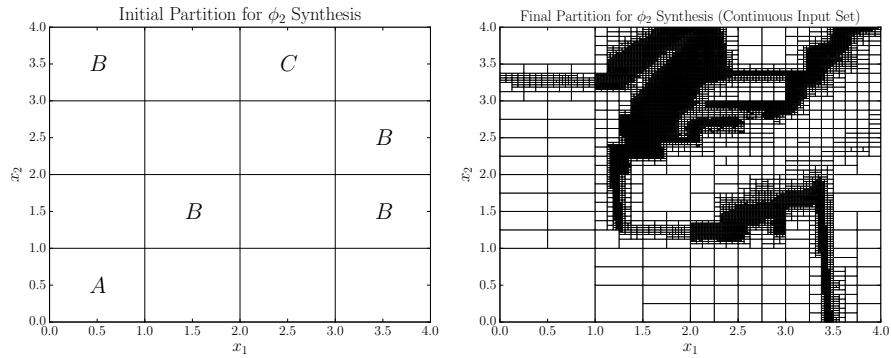 Initial Partition for ϕ₂ Synthesis
4.0
B
C
3.5
3.0
B
2.5
x₂
2.0
B
B
1.5
1.0
A
0.5
0.0
0.0 0.5 1.0 1.5 2.0 2.5 3.0 3.5 4.0
x₁
Final Partition for ϕ₂ Synthesis (Continuous Input Set)
4.0
3.5
3.0
2.5
x₂
2.0
1.5
1.0
0.5
0.0
0.0 0.5 1.0 1.5 2.0 2.5 3.0 3.5 4.0
x₁